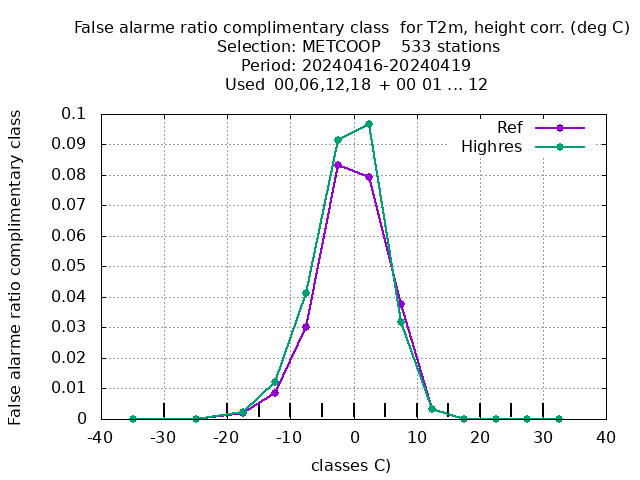 False alarme ratio complimentary class  for T2m, height corr. (deg C)
Selection: METCOOP    533 stations
Period: 20240416-20240419
Used  00,06,12,18 + 00 01 ... 12
False alarme ratio complimentary class
0.1
0.09
0.08
0.07
0.06
0.05
0.04
0.03
0.02
0.01
0
Ref
Highres
-40 -30 -20 -10 0 10 20 30 40
classes C)